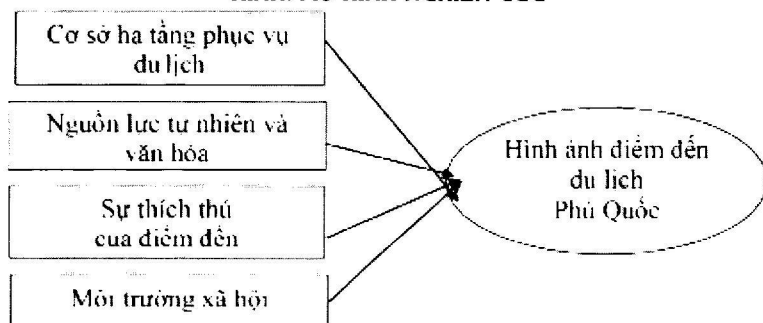 Cơ sở hạ tầng phục vụ
du lịch
Nguồn lực tự nhiên và
văn hóa
Sự thích thú
của điểm đến
Môi trường xã hội
Hình ảnh điểm đến
du lịch
Phú Quốc